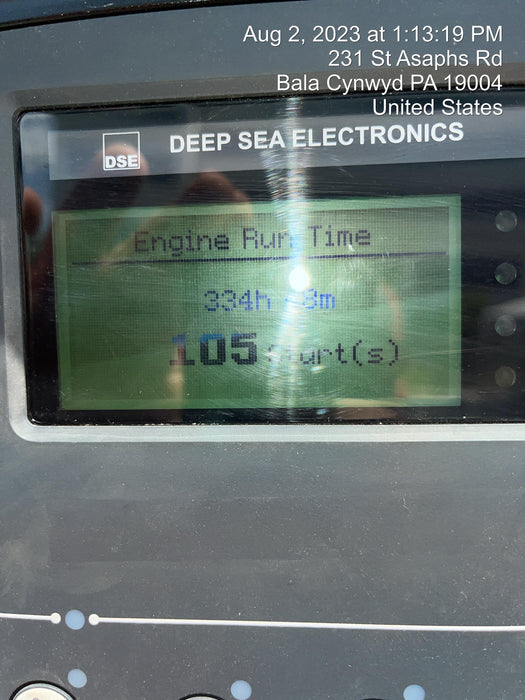 Aug 2, 2023 at 1:13:19 PM
231 St Asaphs Rd
Bala Cynwyd PA 19004
United States
DSE
DEEP SEA ELECTRONICS
Engine Run Time
334h
105 Start(s)